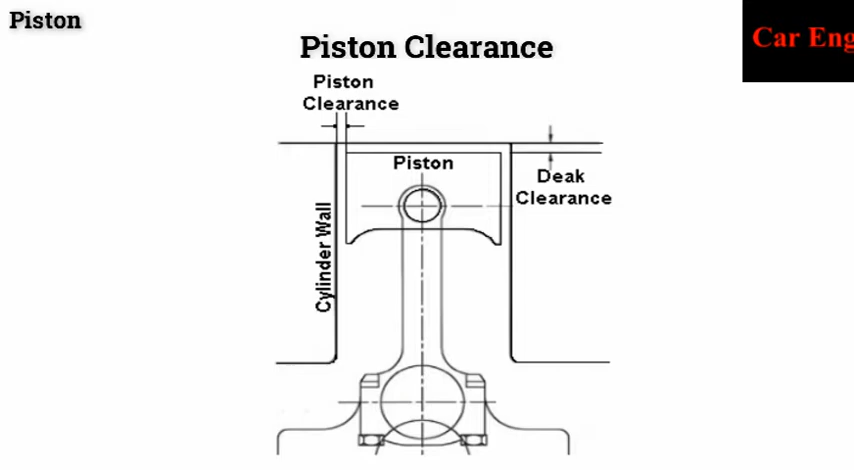 Piston
Car Eng
Piston Clearance
Piston
Clearance
Piston
Deak
Clearance
Cylinder Wall